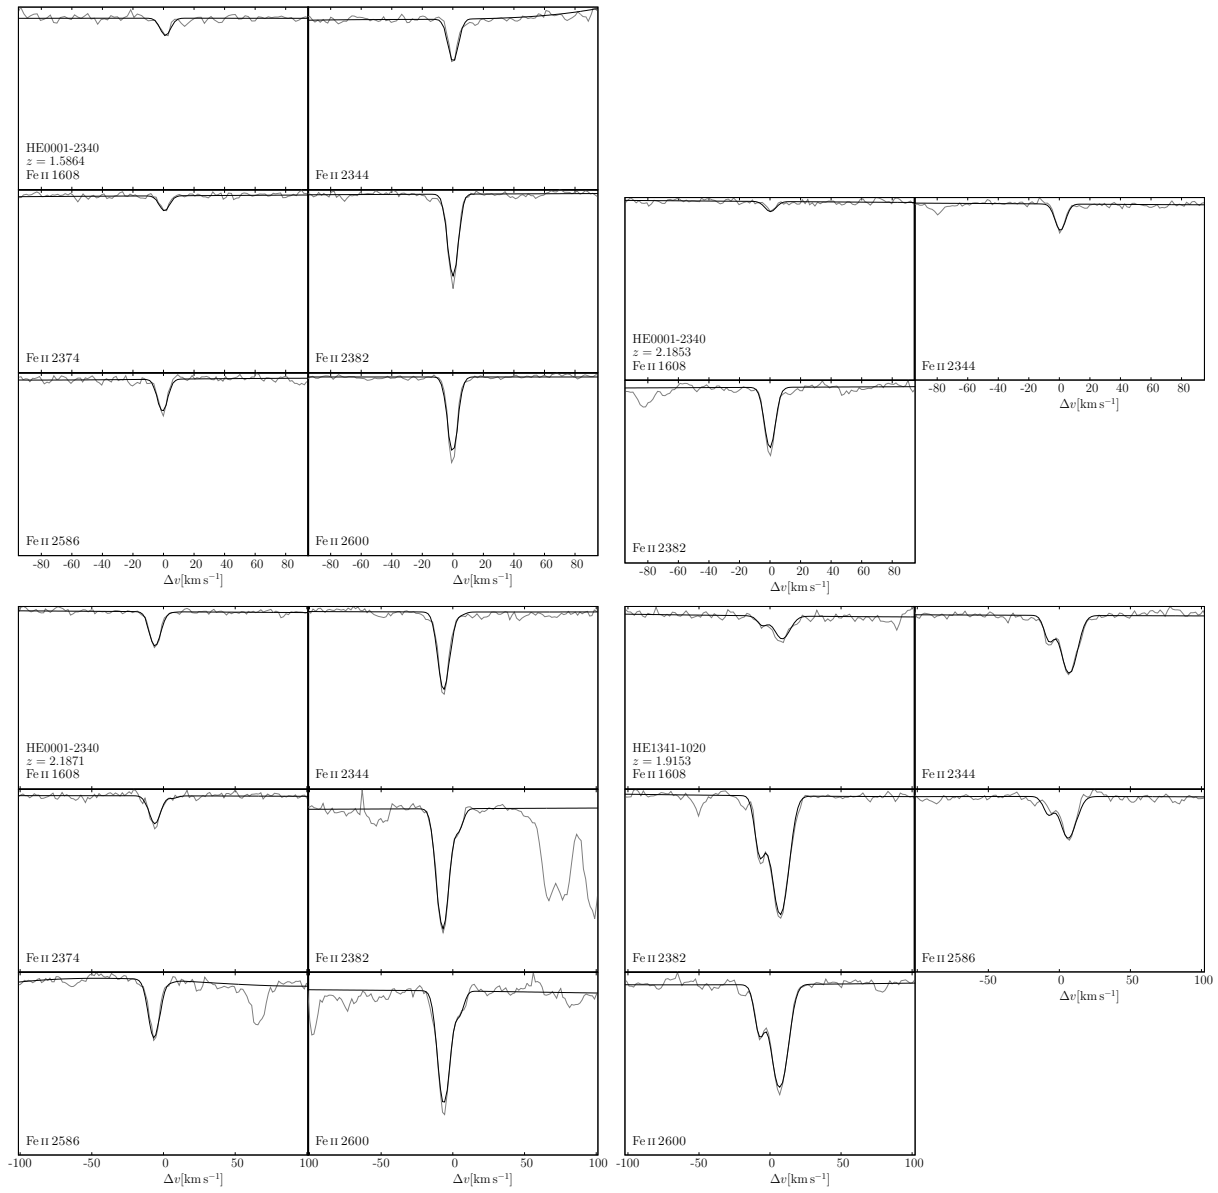 HE0001-2340
z = 1.5864
Fe II 1608
Fe II 2344
Fe II 2374
Fe II 2382
Fe II 2586
Fe II 2600
-80 -60 -40 -20 0 20 40 60 80
-80 -60 -40 -20 0 20 40 60 80
Δv[km s⁻¹]
Δv[km s⁻¹]
HE0001-2340
z = 2.1853
Fe II 1608
Fe II 2344
-80 -60 -40 -20 0 20 40 60 80
Δv[km s⁻¹]
Fe II 2382
-80 -60 -40 -20 0 20 40 60 80
Δv[km s⁻¹]
HE0001-2340
z = 2.1871
Fe II 1608
Fe II 2344
Fe II 2374
Fe II 2382
Fe II 2586
Fe II 2600
-100 -50 0 50 100
-50 0 50 100
Δv[km s⁻¹]
Δv[km s⁻¹]
HE1341-1020
z = 1.9153
Fe II 1608
Fe II 2344
Fe II 2382
Fe II 2586
-50 0 50 100
Δv[km s⁻¹]
Fe II 2600
-100 -50 0 50 100
Δv[km s⁻¹]